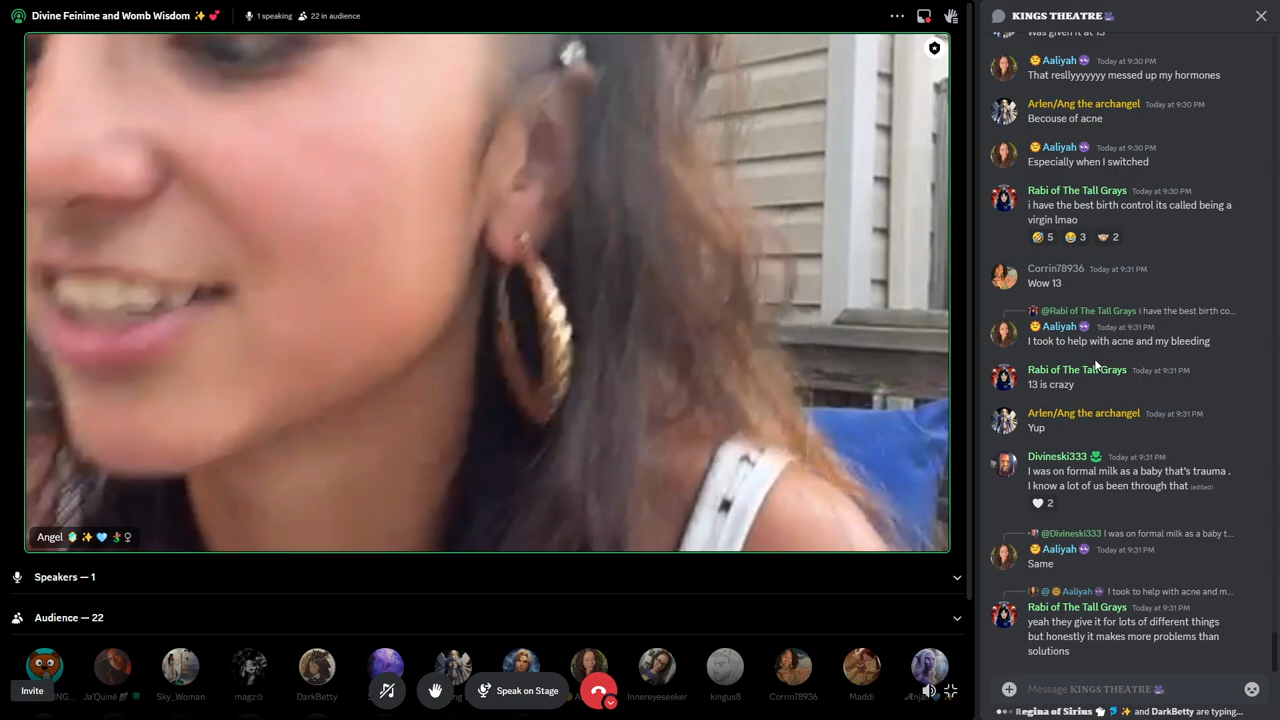 Divine Feinime and Womb Wisdom ✨ 💕
1 speaking
22 in audience
Angel
Speakers — 1
Audience — 22
Ja'Quiné
Sky_Woman
magz☆
DarkBetty
Innereyeseeker
kingus8
Corrin78936
Maddi
Invite
Speak on Stage
KINGS THEATRE
Was given it at 13
Aaliyah Today at 9:30 PM
That resllyyyyyyy messed up my hormones
Arlen/Ang the archangel Today at 9:30 PM
Becouse of acne
Aaliyah Today at 9:30 PM
Especially when I switched
Rabi of The Tall Grays Today at 9:30 PM
i have the best birth control its called being a
virgin lmao
🤣 5 😂 3 2
Corrin78936 Today at 9:31 PM
Wow 13
@Rabi of The Tall Grays i have the best birth co...
Aaliyah Today at 9:31 PM
I took to help with acne and my bleeding
Rabi of The Tall Grays Today at 9:31 PM
13 is crazy
Arlen/Ang the archangel Today at 9:31 PM
Yup
Divineski333 Today at 9:31 PM
I was on formal milk as a baby that's trauma .
I know a lot of us been through that (edited)
🤍 2
@Divineski333 I was on formal milk as a baby t...
Aaliyah Today at 9:31 PM
Same
@ Aaliyah I took to help with acne and m...
Rabi of The Tall Grays Today at 9:31 PM
yeah they give it for lots of different things
but honestly it makes more problems than
solutions
Message KINGS THEATRE
Regina of Sirius and DarkBetty are typing...